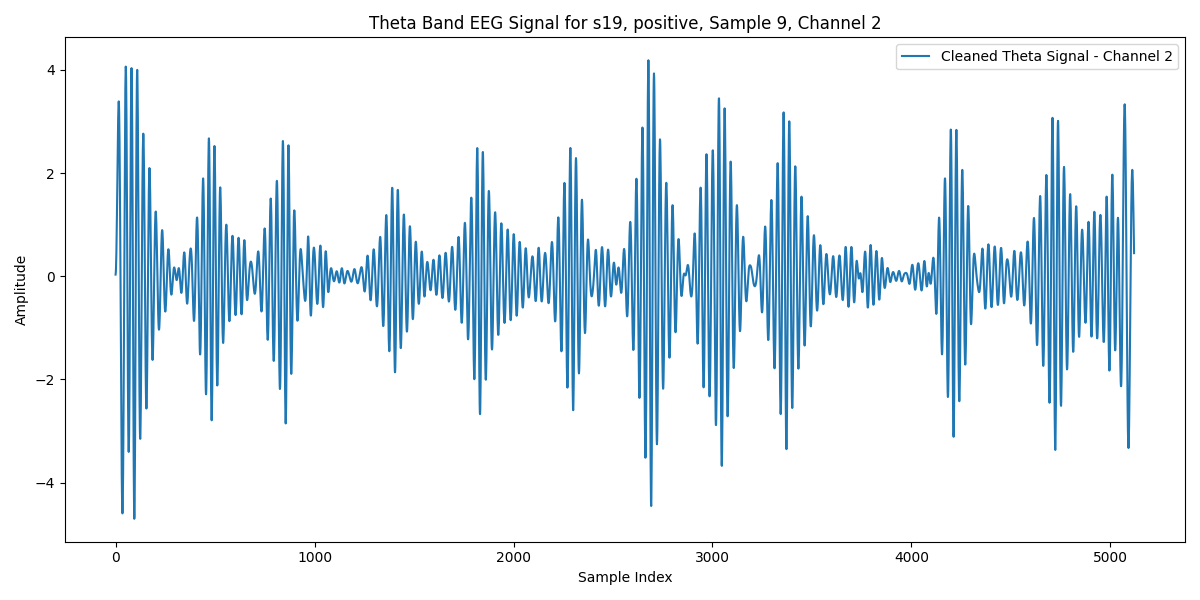 Theta Band EEG Signal for s19, positive, Sample 9, Channel 2
Cleaned Theta Signal - Channel 2
Amplitude
4
2
0
−2
−4
0 1000 2000 3000 4000 5000
Sample Index